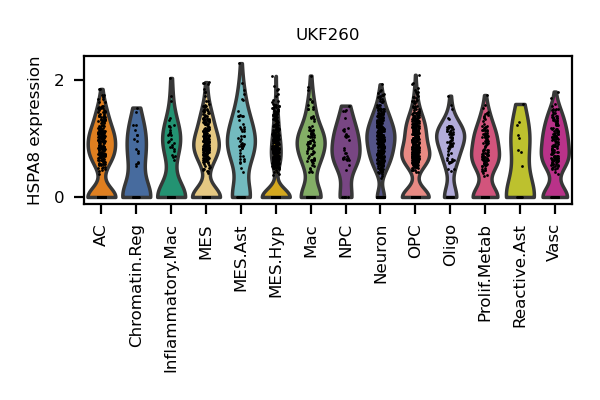 UKF260
HSPA8 expression
2
0
AC
Chromatin.Reg
Inflammatory.Mac
MES
MES.Ast
MES.Hyp
Mac
NPC
Neuron
OPC
Oligo
Prolif.Metab
Reactive.Ast
Vasc